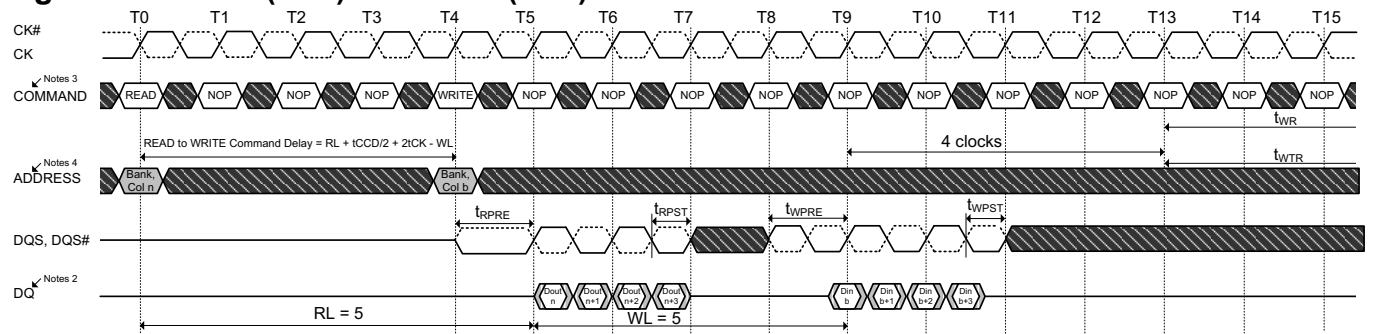 T0 T1 T2 T3 T4 T5 T6 T7 T8 T9 T10 T11 T12 T13 T14 T15
CK#
CK
Notes 3
COMMAND READ NOP NOP NOP WRITE NOP NOP NOP NOP NOP NOP NOP NOP NOP NOP NOP
tWR
READ to WRITE Command Delay = RL + tCCD/2 + 2tCK - WL
4 clocks
tWTR
Notes 4
ADDRESS Bank, Col n Bank, Col b
tRPRE tRPST tWPRE tWPST
DQS, DQS#
Notes 2
DQ Dout n Dout n+1 Dout n+2 Dout n+3 Din b Din b+1 Din b+2 Din b+3
RL = 5 WL = 5